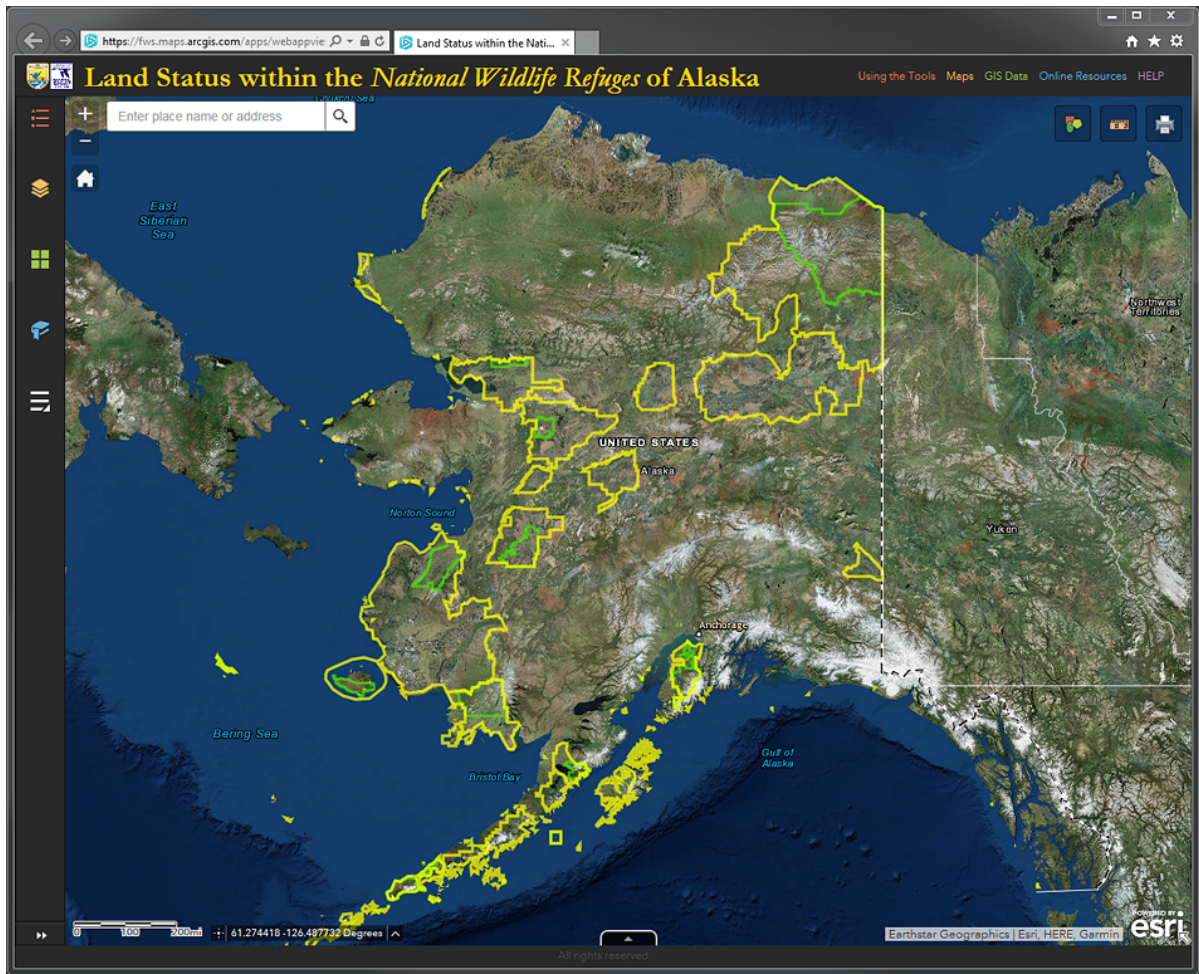 https://fws.maps.arcgis.com/apps/webappvie
Land Status within the Nati...
Land Status within the National Wildlife Refuges of Alaska
Using the Tools Maps GIS Data Online Resources HELP
Chukchi Sea
Enter place name or address
East
Siberian
Sea
Northwest
Territories
UNITED STATES
Alaska
Norton Sound
Yukon
Anchorage
Bering Sea
Gulf of
Alaska
Bristol Bay
0 100 200mi
61.274418 -126.487732 Degrees
Earthstar Geographics | Esri, HERE, Garmin
POWERED BY
esri
All rights reserved